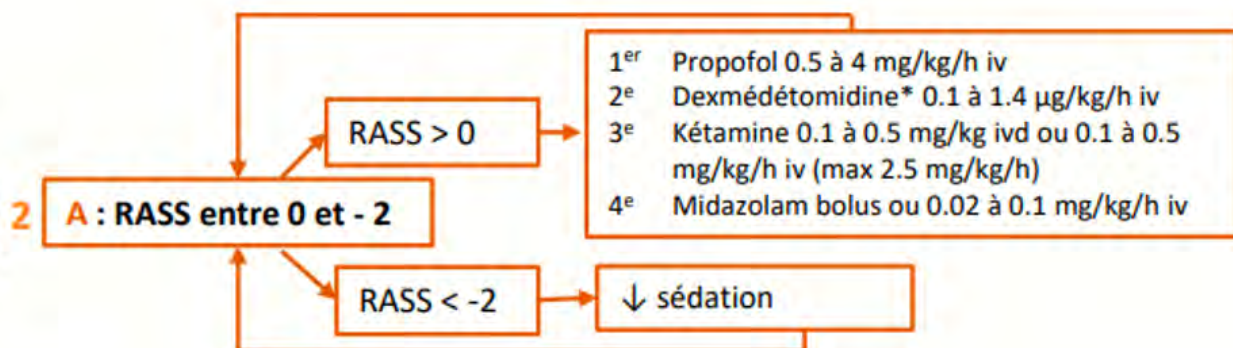 1er Propofol 0.5 à 4 mg/kg/h iv
2e Dexmédétomidine* 0.1 à 1.4 µg/kg/h iv
RASS > 0
3e Kétamine 0.1 à 0.5 mg/kg ivd ou 0.1 à 0.5
mg/kg/h iv (max 2.5 mg/kg/h)
4e Midazolam bolus ou 0.02 à 0.1 mg/kg/h iv
2 A : RASS entre 0 et - 2
RASS < -2
↓ sédation